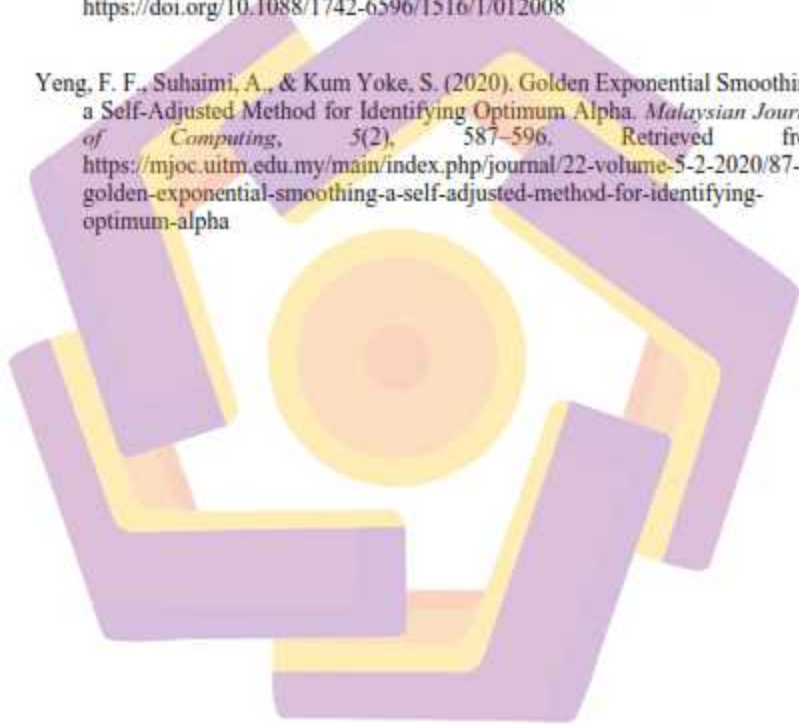 https://doi.org/10.1088/1742-6596/1516/1/012008
Yeng, F. F., Suhaimi, A., & Kum Yoke, S. (2020). Golden Exponential Smoothin
a Self-Adjusted Method for Identifying Optimum Alpha. Malaysian Jour
of Computing, 5(2), 587–596. Retrieved fr
https://mjoc.uitm.edu.my/main/index.php/journal/22-volume-5-2-2020/87-
golden-exponential-smoothing-a-self-adjusted-method-for-identifying-
optimum-alpha